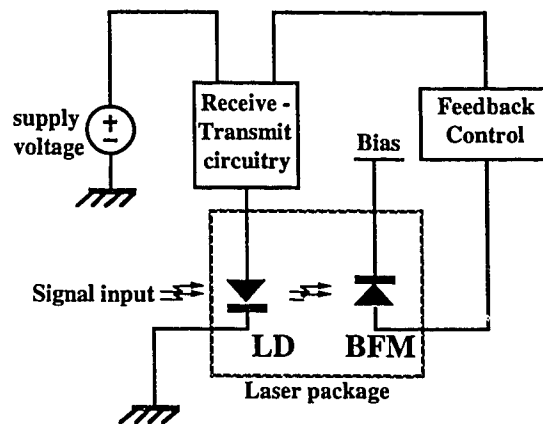 supply
voltage
+
−
Receive -
Transmit
circuitry
Feedback
Control
Bias
Signal input
LD
BFM
Laser package